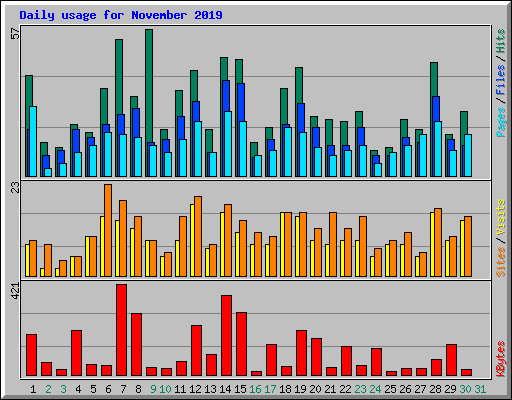 Daily usage for November 2019
57
Pages / Files / Hits
23
Sites / Visits
421
KBytes
1 2 3 4 5 6 7 8 9 10 11 12 13 14 15 16 17 18 19 20 21 22 23 24 25 26 27 28 29 30 31